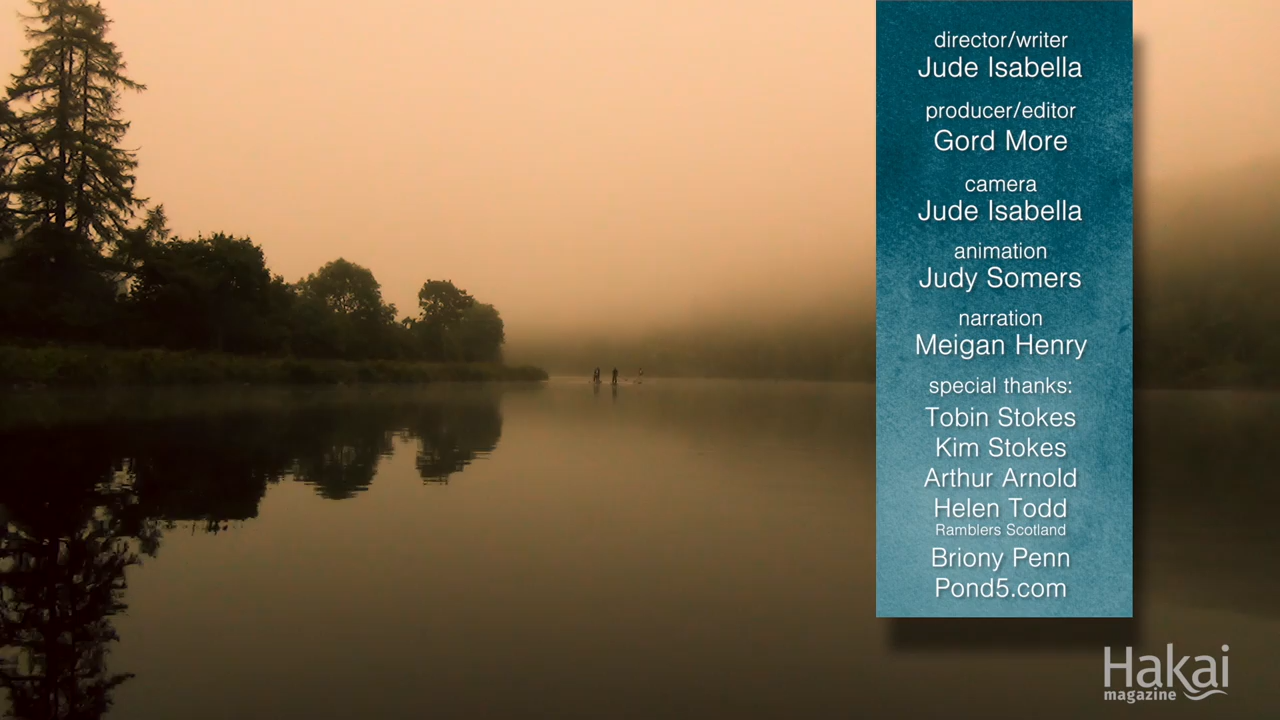 director/writer
Jude Isabella
producer/editor
Gord More
camera
Jude Isabella
animation
Judy Somers
narration
Meigan Henry
special thanks:
Tobin Stokes
Kim Stokes
Arthur Arnold
Helen Todd
Ramblers Scotland
Briony Penn
Pond5.com
Hakai
magazine